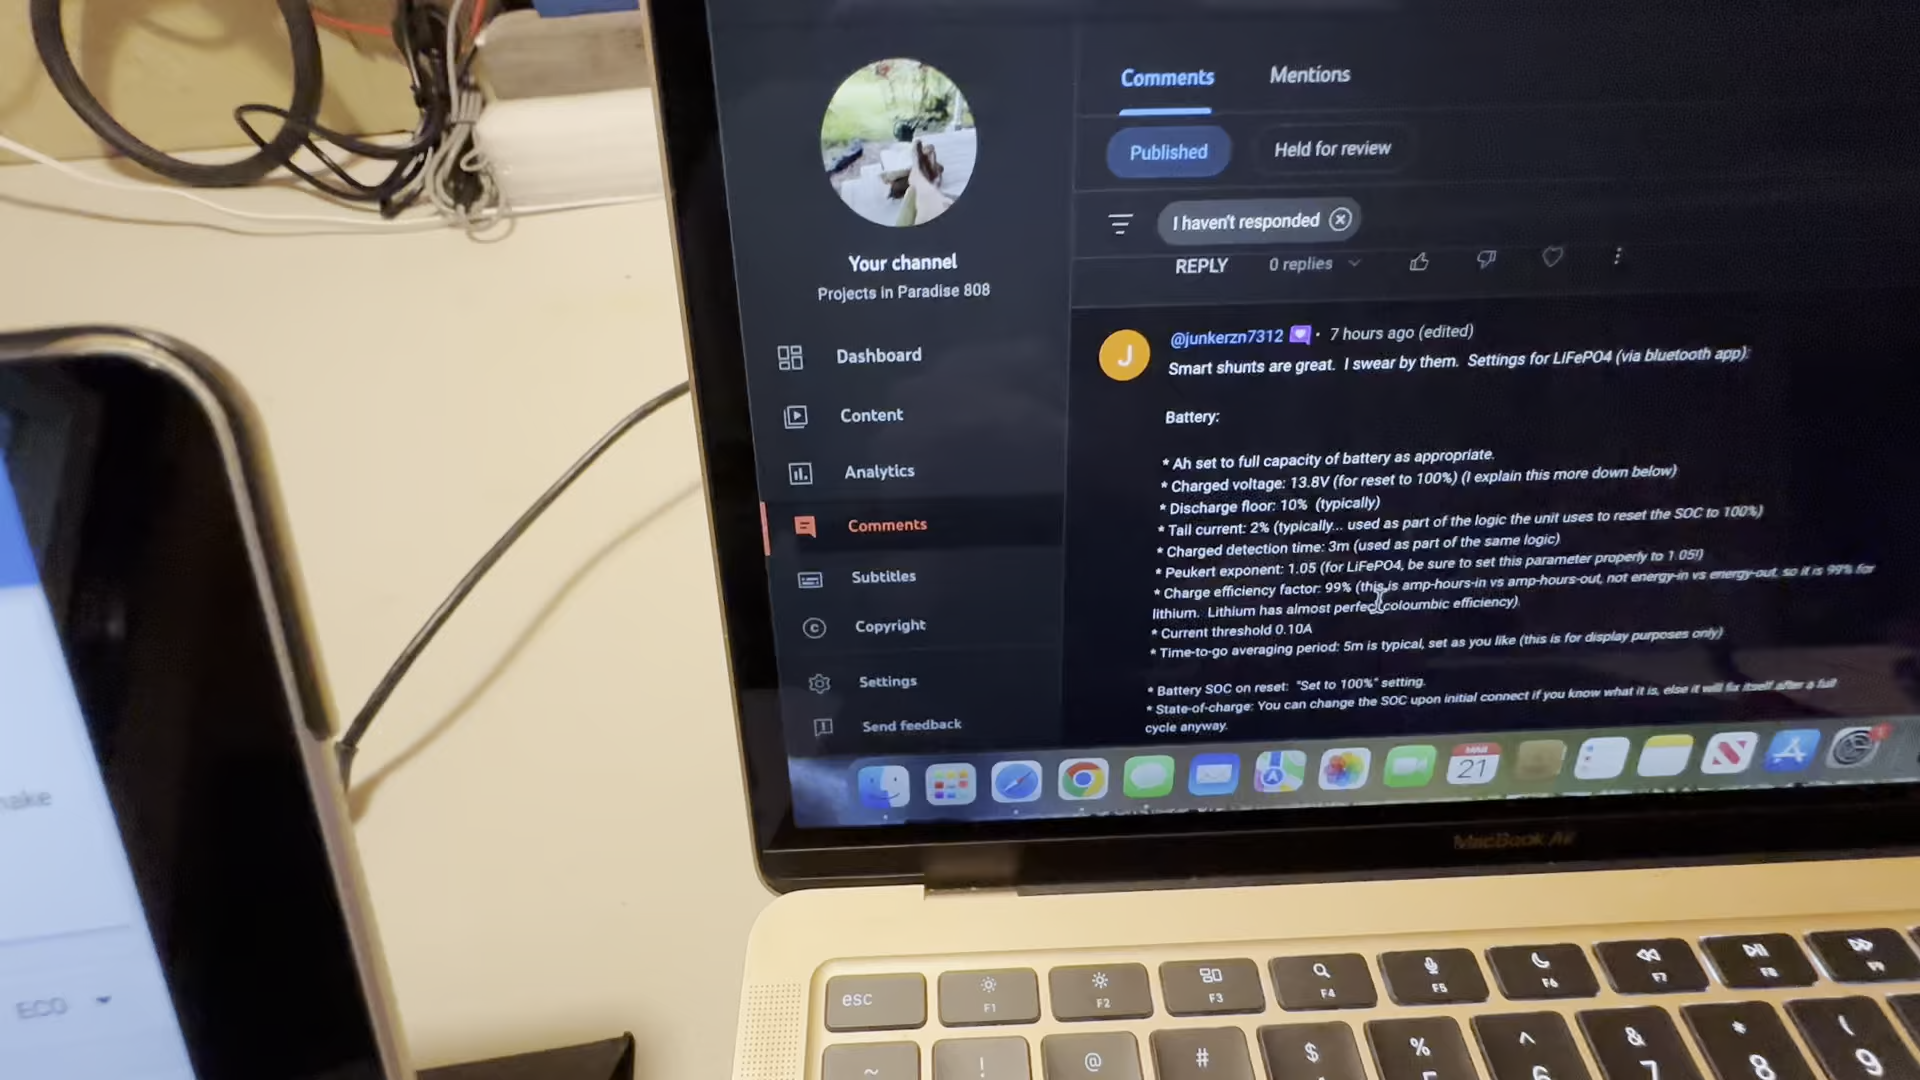 Comments
Mentions
Published
Held for review
I haven't responded
REPLY
0 replies
Your channel
Projects in Paradise 808
Dashboard
Content
Analytics
Comments
Subtitles
Copyright
Settings
Send feedback
J
@junkerzn7312 · 7 hours ago (edited)
Smart shunts are great. I swear by them. Settings for LiFePO4 (via bluetooth app):
Battery:
* Ah set to full capacity of battery as appropriate.
* Charged voltage: 13.8V (for reset to 100%) (I explain this more down below)
* Discharge floor: 10% (typically)
* Tail current: 2% (typically... used as part of the logic the unit uses to reset the SOC to 100%)
* Charged detection time: 3m (used as part of the same logic)
* Peukert exponent: 1.05 (for LiFePO4, be sure to set this parameter properly to 1.05!)
* Charge efficiency factor: 99% (this is amp-hours-in vs amp-hours-out, not energy-in vs energy-out, so it is 99% for
lithium. Lithium has almost perfect coloumbic efficiency)
* Current threshold 0.10A
* Time-to-go averaging period: 5m is typical, set as you like (this is for display purposes only)
* Battery SOC on reset: "Set to 100%" setting.
* State-of-charge: You can change the SOC upon initial connect if you know what it is, else it will fix itself after a full
cycle anyway.
MAR
21
MacBook Air
ECO
esc
F1
F2
F3
F4
F5
F6
F7
F8
F9
~
!
@
#
$
%
^
6
&
7
*
8
(
9